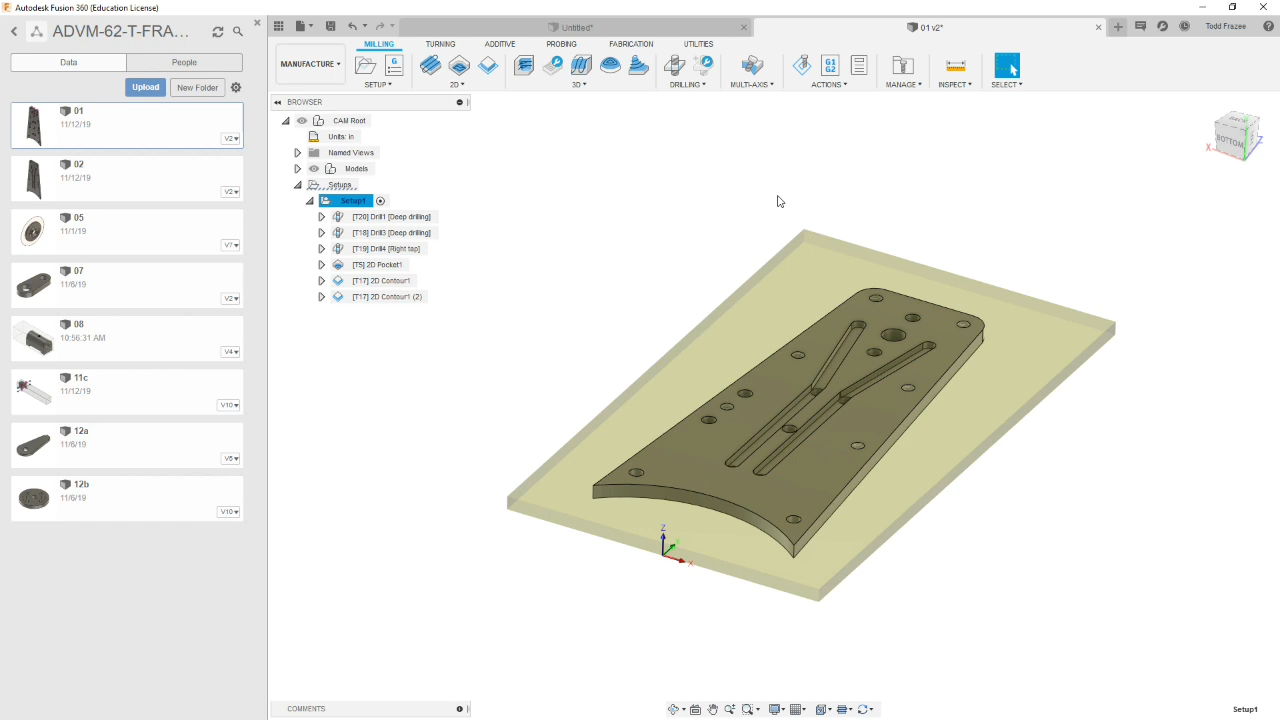 Autodesk Fusion 360 (Education License)
ADVM-62-T-FRA...
Untitled*
01 v2*
Todd Frazee
Data
People
Upload
New Folder
MANUFACTURE
MILLING
TURNING
ADDITIVE
PROBING
FABRICATION
UTILITIES
G
G1
G2
SETUP
2D
3D
DRILLING
MULTI-AXIS
ACTIONS
MANAGE
INSPECT
SELECT
BROWSER
CAM Root
Units: in
Named Views
Models
Setups
Setup1
[T20] Drill1 [Deep drilling]
[T18] Drill3 [Deep drilling]
[T19] Drill4 [Right tap]
[T5] 2D Pocket1
[T17] 2D Contour1
[T17] 2D Contour1 (2)
01
11/12/19
V2
02
11/12/19
V2
05
11/1/19
V7
07
11/6/19
V2
08
10:56:31 AM
V4
11c
11/12/19
V10
12a
11/6/19
V6
12b
11/6/19
V10
BACK
BOTTOM
X
Z
Z
X
COMMENTS
Setup1